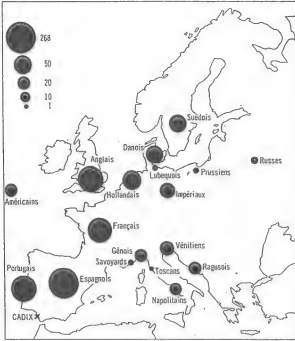 268
50
20
10
1
Suédois
Danois
Lubequois
Prussiens
Russes
Anglais
Hollandais
Impériaux
Américains
Français
Génois
Vénitiens
Savoyards
Toscans
Ragusois
Portugais
Espagnols
Napolitains
CADIX